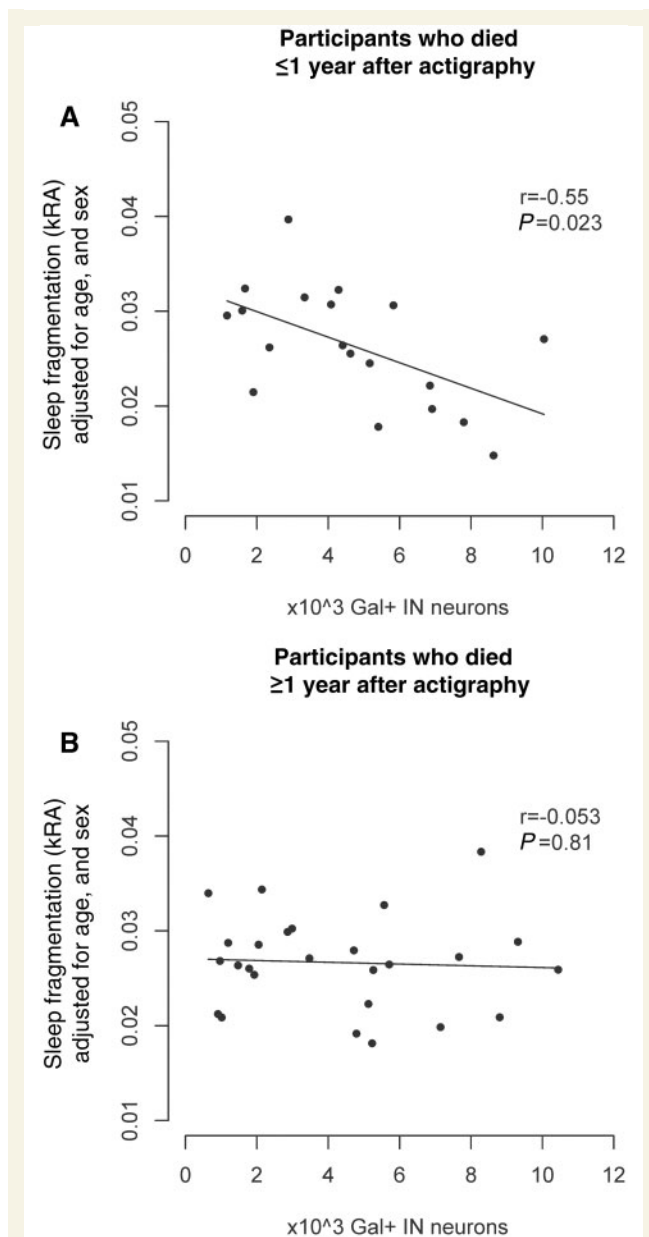 Participants who died
≤1 year after actigraphy
A
Sleep fragmentation (kRA)
adjusted for age, and sex
0.05
0.04
0.03
0.02
0.01
r=-0.55
P=0.023
0 2 4 6 8 10 12
x10^3 Gal+ IN neurons
Participants who died
≥1 year after actigraphy
B
Sleep fragmentation (kRA)
adjusted for age, and sex
0.05
0.04
0.03
0.02
0.01
r=-0.053
P=0.81
0 2 4 6 8 10 12
x10^3 Gal+ IN neurons